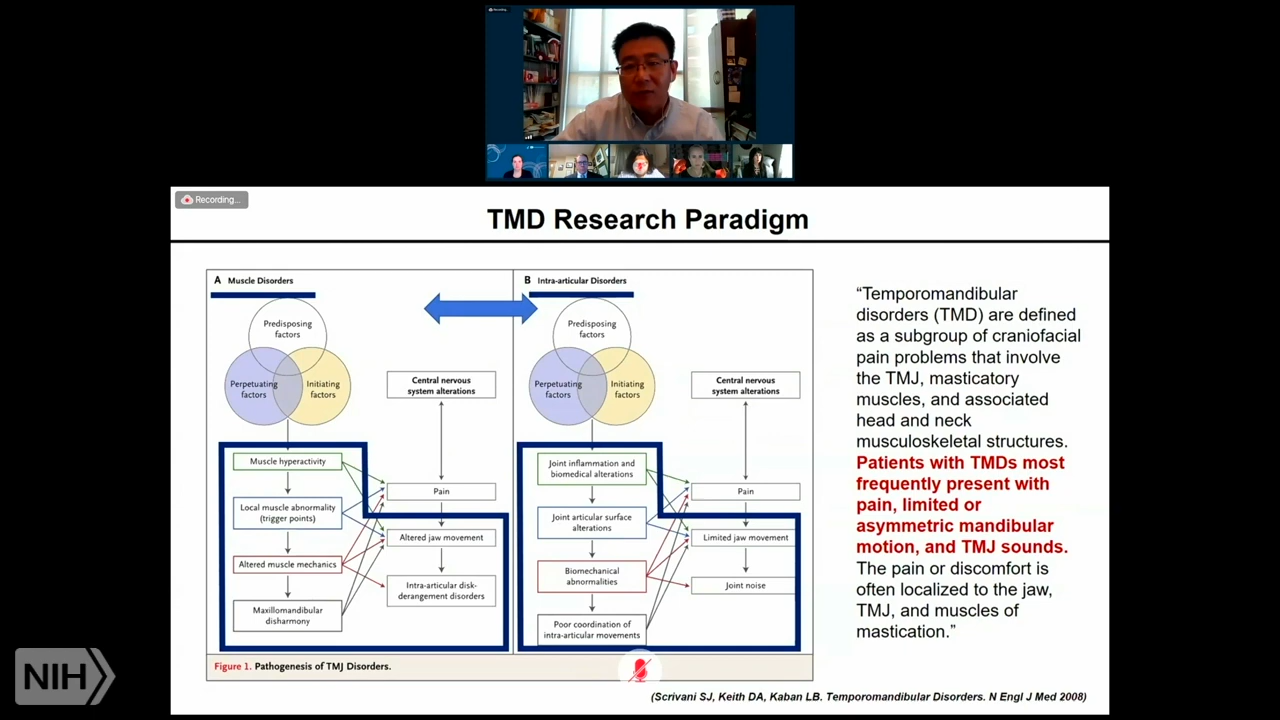 Recording...
Recording...
TMD Research Paradigm
A Muscle Disorders
Predisposing
factors
Perpetuating
factors
Initiating
factors
Central nervous
system alterations
Muscle hyperactivity
Local muscle abnormality
(trigger points)
Altered muscle mechanics
Maxillomandibular
disharmony
Pain
Altered jaw movement
Intra-articular disk-
derangement disorders
B Intra-articular Disorders
Predisposing
factors
Perpetuating
factors
Initiating
factors
Central nervous
system alterations
Joint inflammation and
biomedical alterations
Joint articular surface
alterations
Biomechanical
abnormalities
Poor coordination of
intra-articular movements
Pain
Limited jaw movement
Joint noise
Figure 1. Pathogenesis of TMJ Disorders.
“Temporomandibular
disorders (TMD) are defined
as a subgroup of craniofacial
pain problems that involve
the TMJ, masticatory
muscles, and associated
head and neck
musculoskeletal structures.
Patients with TMDs most
frequently present with
pain, limited or
asymmetric mandibular
motion, and TMJ sounds.
The pain or discomfort is
often localized to the jaw,
TMJ, and muscles of
mastication.”
(Scrivani SJ, Keith DA, Kaban LB. Temporomandibular Disorders. N Engl J Med 2008)
NIH